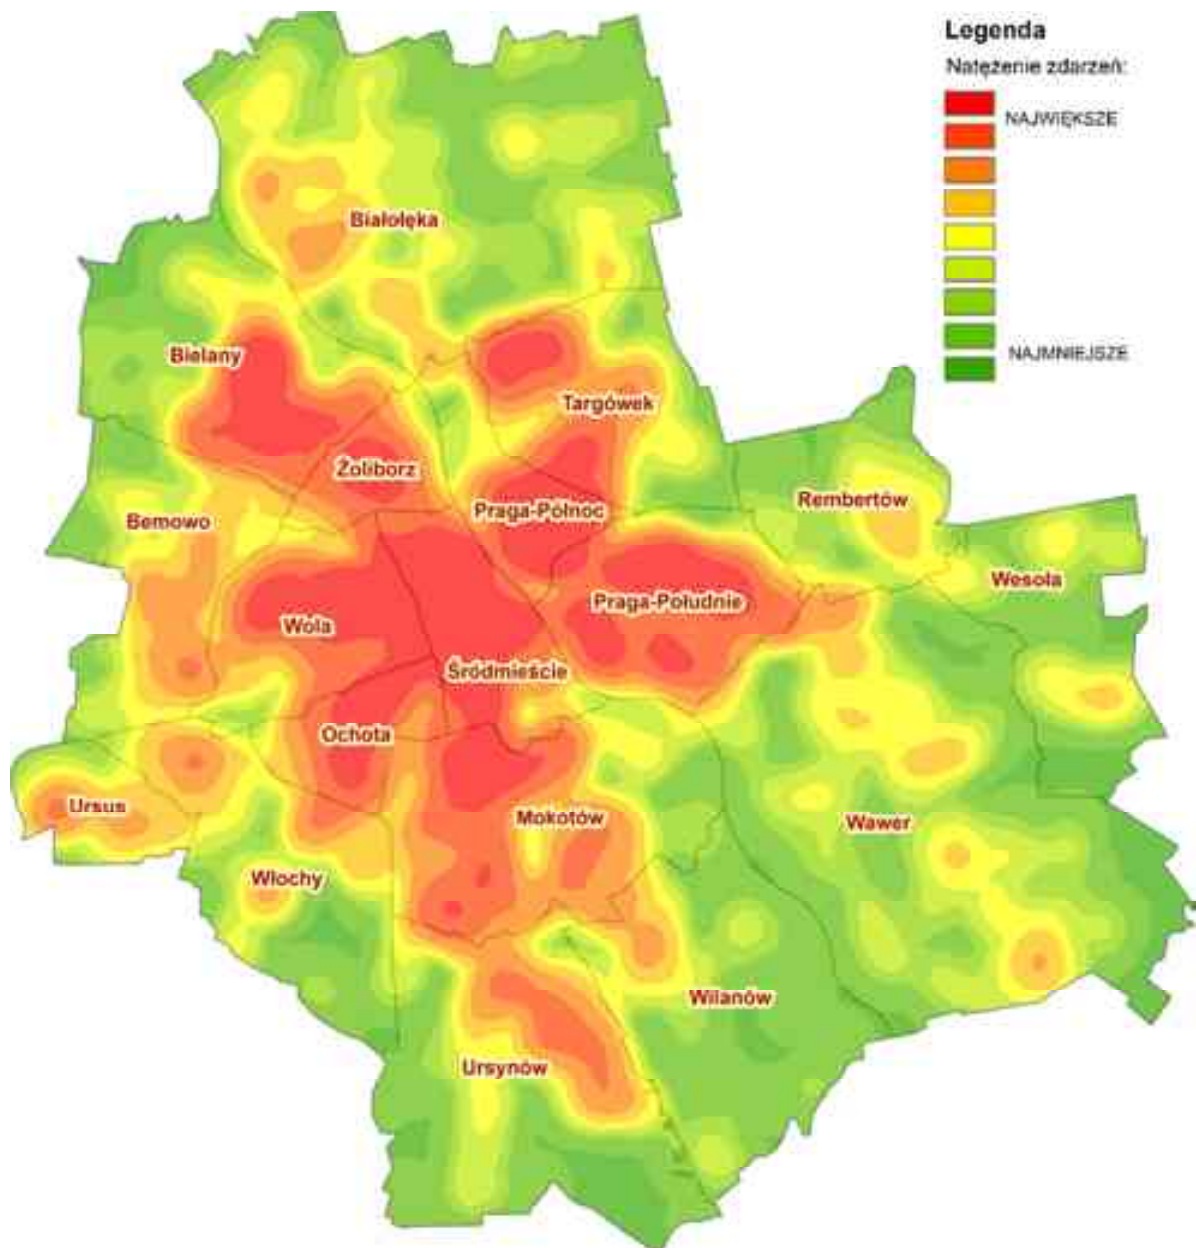 Legenda
Natężenie zdarzeń:
NAJWIĘKSZE
NAJMNIEJSZE
Białołęka
Bielany
Targówek
Żoliborz
Rembertów
Praga-Północ
Bemowo
Wesoła
Praga-Południe
Wola
Śródmieście
Ochota
Ursus
Mokotów
Wawer
Włochy
Wilanów
Ursynów